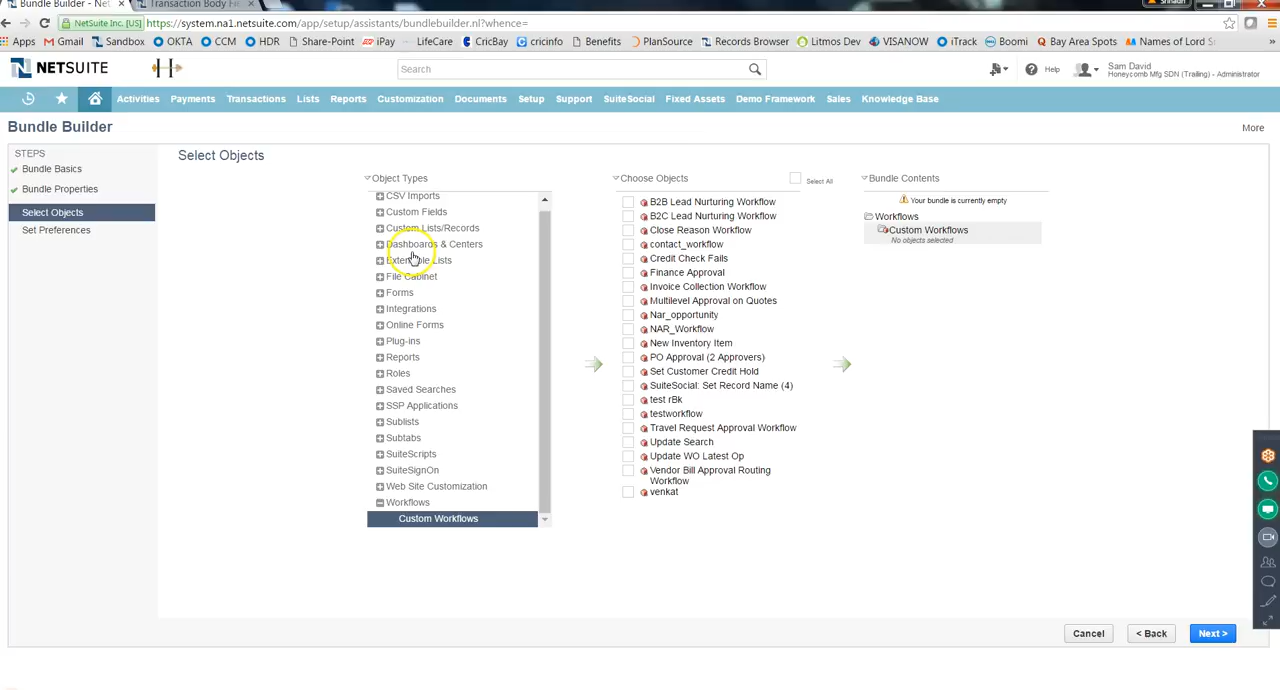 Bundle Builder - Net
Transaction Body Fi
NetSuite Inc. [US]
https://system.na1.netsuite.com/app/setup/assistants/bundlebuilder.nl?whence=
Apps
Gmail
Sandbox
OKTA
CCM
HDR
Share-Point
iPay
LifeCare
CricBay
cricinfo
Benefits
PlanSource
Records Browser
Litmos Dev
VISANOW
iTrack
Boomi
Bay Area Spots
Names of Lord
NETSUITE
Search
Help
Sam David
Honeycomb Mfg SDN (Trailing) - Administrator
Activities
Payments
Transactions
Lists
Reports
Customization
Documents
Setup
Support
SuiteSocial
Fixed Assets
Demo Framework
Sales
Knowledge Base
Bundle Builder
More
STEPS
Bundle Basics
Bundle Properties
Select Objects
Set Preferences
Select Objects
Object Types
CSV Imports
Custom Fields
Custom Lists/Records
Dashboards & Centers
Extensible Lists
File Cabinet
Forms
Integrations
Online Forms
Plug-ins
Reports
Roles
Saved Searches
SSP Applications
Sublists
Subtabs
SuiteScripts
SuiteSignOn
Web Site Customization
Workflows
Custom Workflows
Choose Objects
Select All
B2B Lead Nurturing Workflow
B2C Lead Nurturing Workflow
Close Reason Workflow
contact_workflow
Credit Check Fails
Finance Approval
Invoice Collection Workflow
Multilevel Approval on Quotes
Nar_opportunity
NAR_Workflow
New Inventory Item
PO Approval (2 Approvers)
Set Customer Credit Hold
SuiteSocial: Set Record Name (4)
test rBk
testworkflow
Travel Request Approval Workflow
Update Search
Update WO Latest Op
Vendor Bill Approval Routing
Workflow
venkat
Bundle Contents
Your bundle is currently empty
Workflows
Custom Workflows
No objects selected
Cancel
< Back
Next >